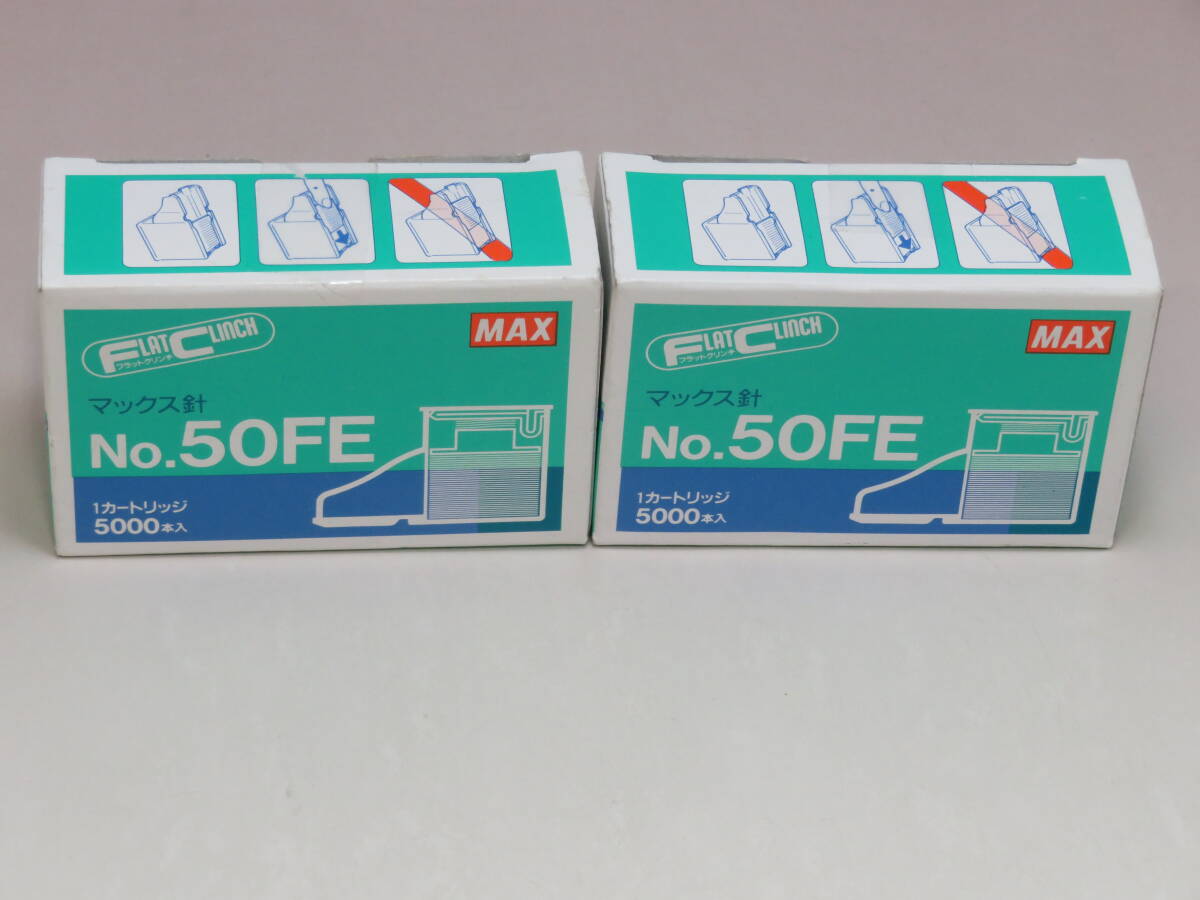 FLAT CLINCH
フラットクリンチ
MAX
マックス針
No.50FE
1カートリッジ
5000本入
FLAT CLINCH
フラットクリンチ
MAX
マックス針
No.50FE
1カートリッジ
5000本入